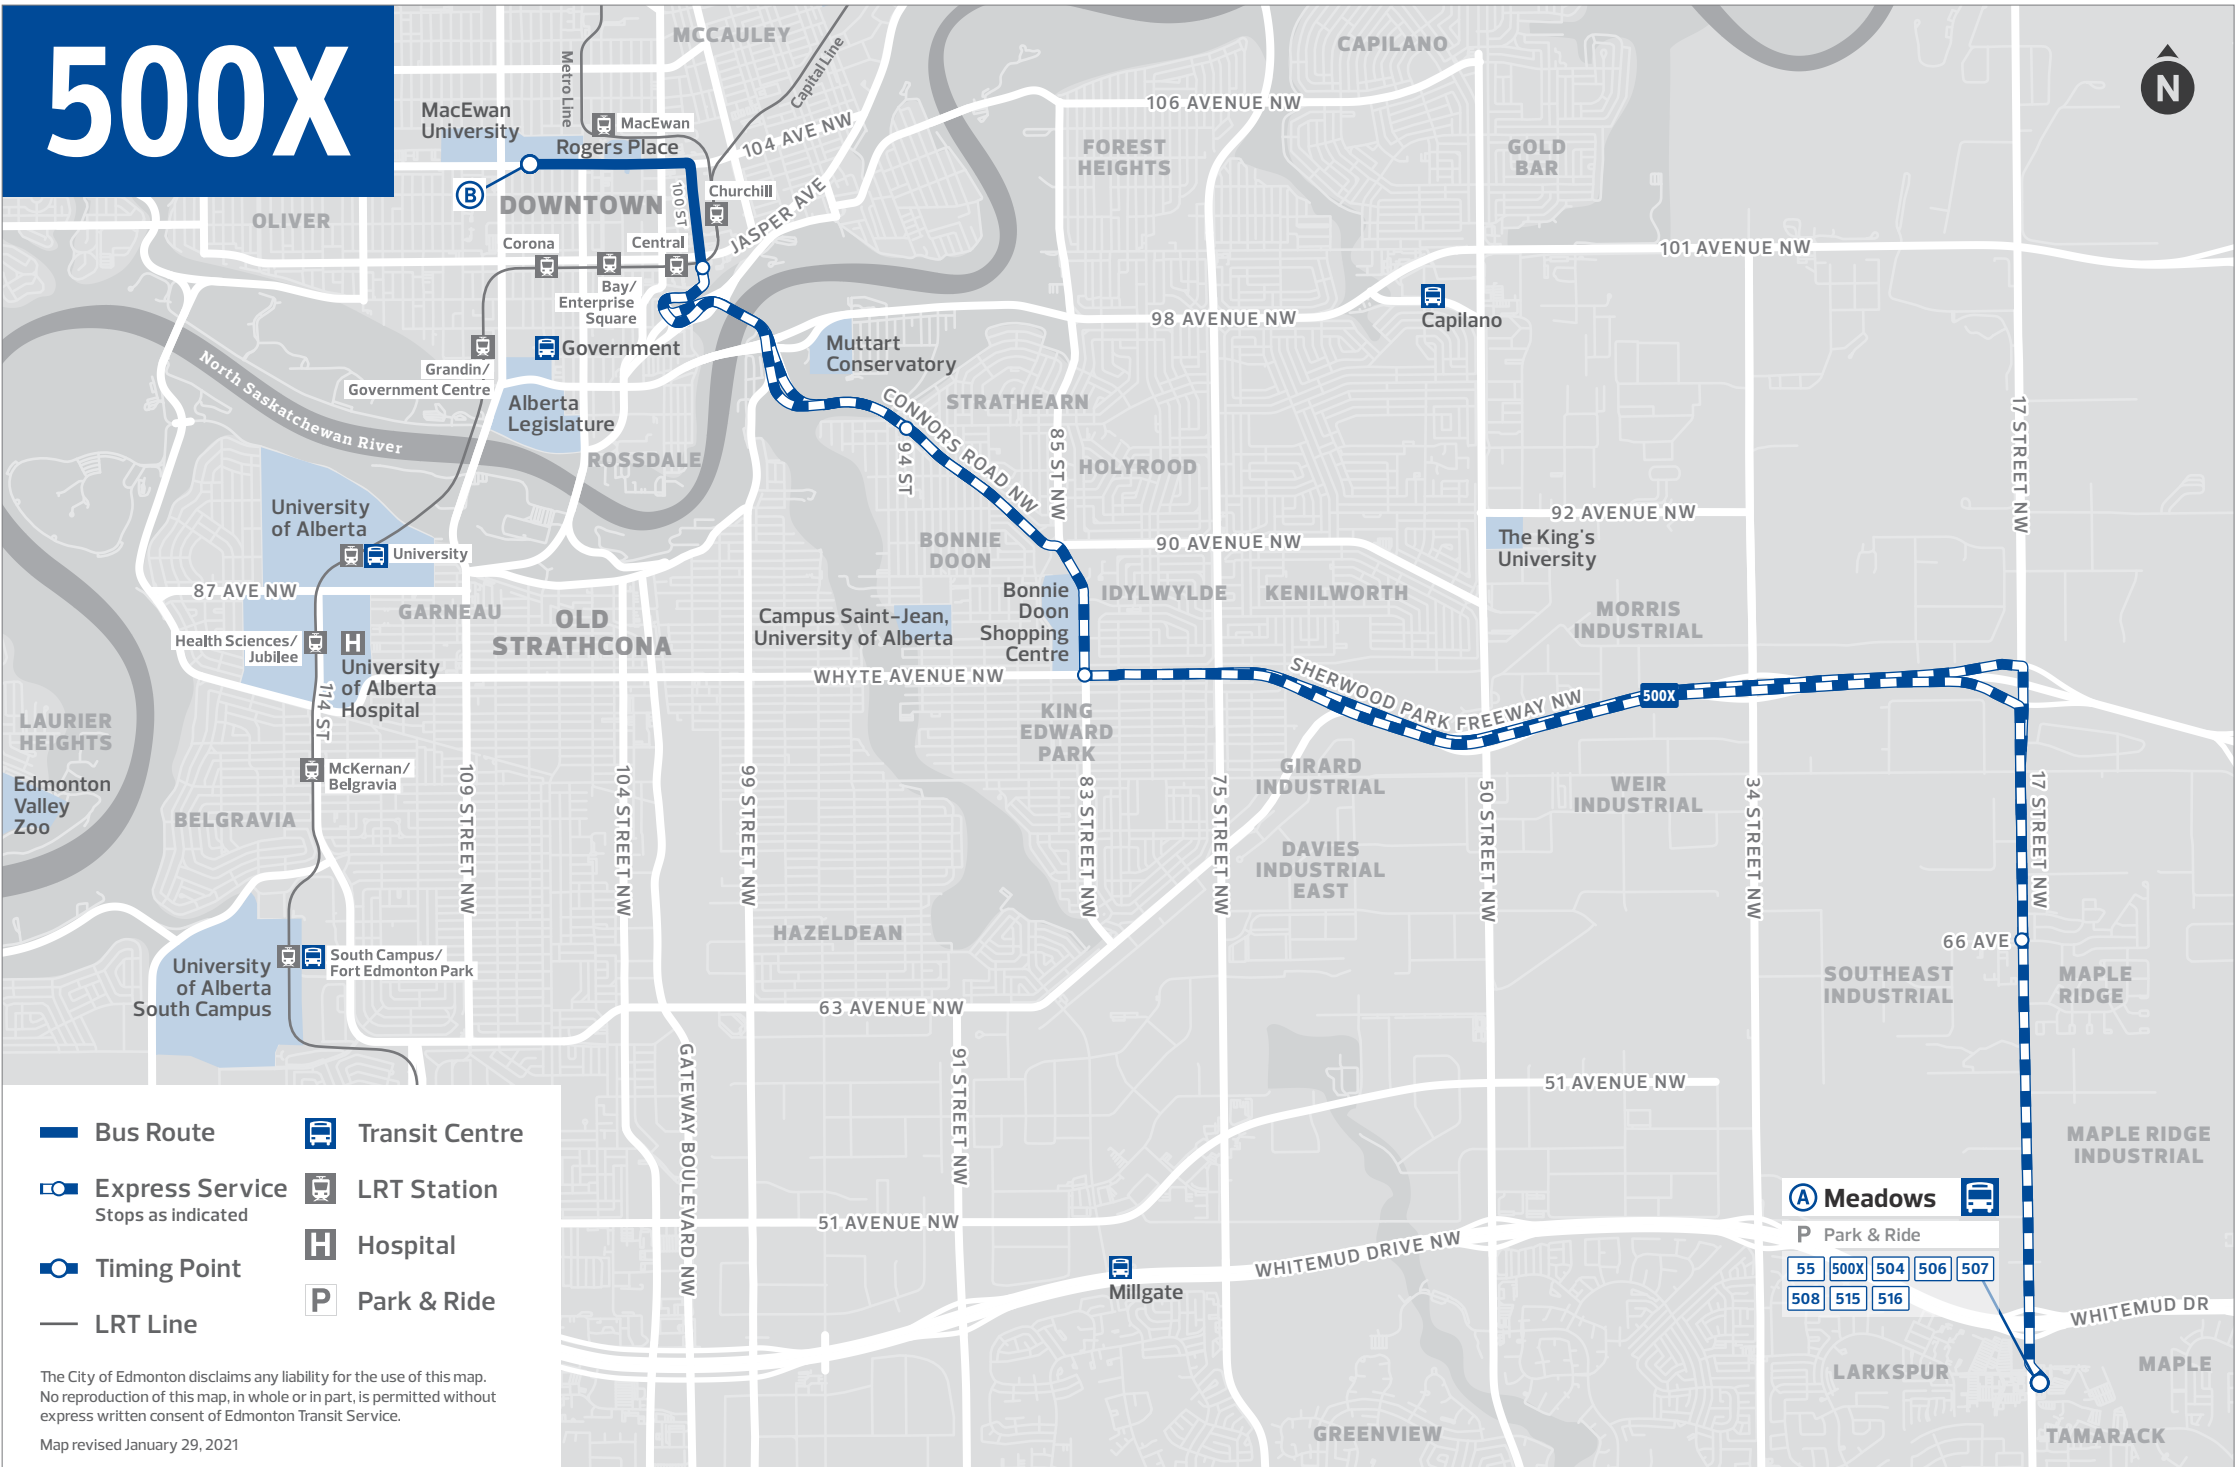 500X
N
MCCAULEY
CAPILANO
Metro Line
Capital Line
MacEwan
University
MacEwan
Rogers Place
104 AVE NW
106 AVENUE NW
FOREST
HEIGHTS
GOLD
BAR
B
DOWNTOWN
100 ST
Churchill
JASPER AVE
OLIVER
Corona
Central
Bay/
Enterprise
Square
101 AVENUE NW
98 AVENUE NW
Capilano
Government
Grandin/
Government Centre
Muttart
Conservatory
North Saskatchewan River
Alberta
Legislature
STRATHEARN
CONNORS ROAD NW
94 ST
85 ST NW
HOLYROOD
17 STREET NW
ROSSDALE
University
of Alberta
University
BONNIE
DOON
90 AVENUE NW
92 AVENUE NW
The King's
University
87 AVE NW
GARNEAU
OLD
STRATHCONA
Campus Saint-Jean,
University of Alberta
Bonnie
Doon
Shopping
Centre
IDYLWYLDE
KENILWORTH
MORRIS
INDUSTRIAL
Health Sciences/
Jubilee
H
University
of Alberta
Hospital
114 ST
WHYTE AVENUE NW
SHERWOOD PARK FREEWAY NW
500X
LAURIER
HEIGHTS
KING
EDWARD
PARK
Edmonton
Valley
Zoo
McKernan/
Belgravia
BELGRAVIA
109 STREET NW
104 STREET NW
99 STREET NW
83 STREET NW
75 STREET NW
GIRARD
INDUSTRIAL
50 STREET NW
WEIR
INDUSTRIAL
34 STREET NW
17 STREET NW
DAVIES
INDUSTRIAL
EAST
HAZELDEAN
66 AVE
South Campus/
Fort Edmonton Park
University
of Alberta
South Campus
SOUTHEAST
INDUSTRIAL
MAPLE
RIDGE
63 AVENUE NW
GATEWAY BOULEVARD NW
91 STREET NW
51 AVENUE NW
MAPLE RIDGE
INDUSTRIAL
51 AVENUE NW
WHITEMUD DRIVE NW
Millgate
A Meadows
P Park & Ride
55 500X 504 506 507
508 515 516
WHITEMUD DR
LARKSPUR
MAPLE
GREENVIEW
TAMARACK
Bus Route
Express Service
Stops as indicated
Timing Point
LRT Line
Transit Centre
LRT Station
H Hospital
P Park & Ride
The City of Edmonton disclaims any liability for the use of this map.
No reproduction of this map, in whole or in part, is permitted without
express written consent of Edmonton Transit Service.
Map revised January 29, 2021